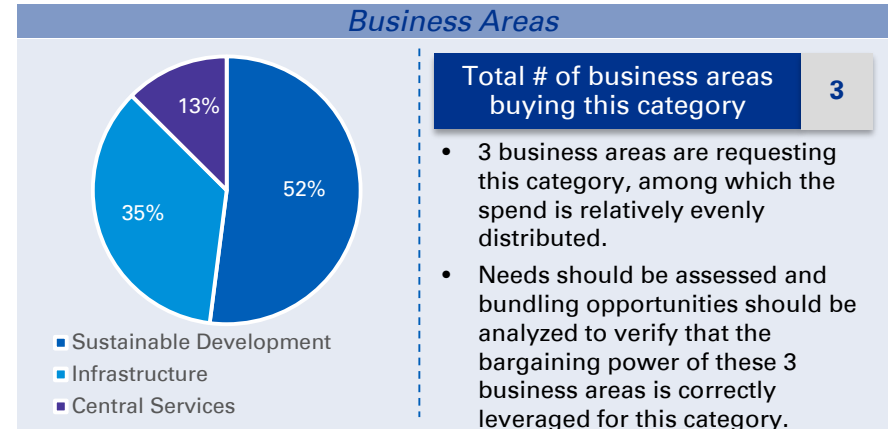 Business Areas
13%
52%
35%
Sustainable Development
Infrastructure
Central Services
Total # of business areas
buying this category
3
• 3 business areas are requesting
this category, among which the
spend is relatively evenly
distributed.
• Needs should be assessed and
bundling opportunities should be
analyzed to verify that the
bargaining power of these 3
business areas is correctly
leveraged for this category.